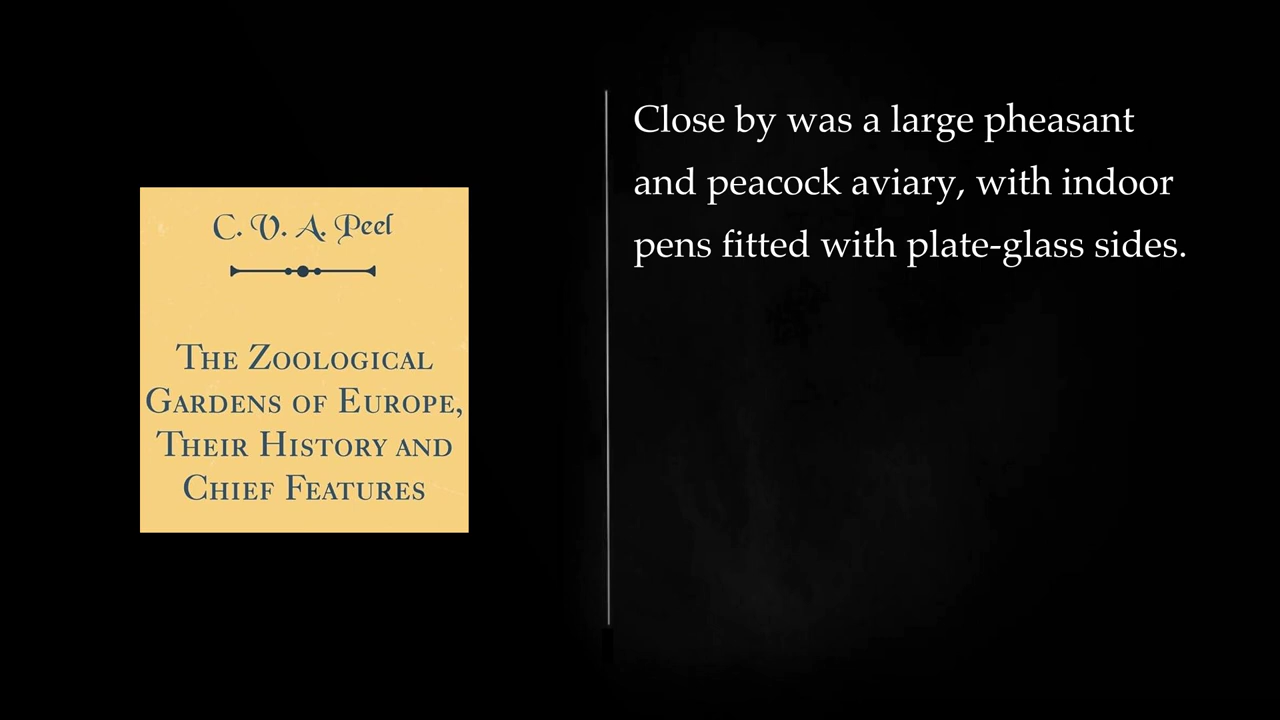 C. V. A. Peel
The Zoological
Gardens of Europe,
Their History and
Chief Features
Close by was a large pheasant
and peacock aviary, with indoor
pens fitted with plate-glass sides.